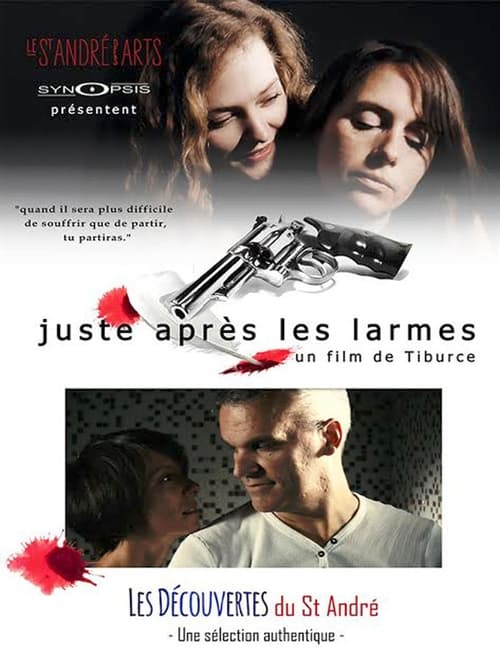 LE ST ANDRÉ DES ARTS
SYNOPSIS
présentent
"quand il sera plus difficile
de souffrir que de partir,
tu partiras."
juste après les larmes
un film de Tiburce
LES DÉCOUVERTES du St André
- Une sélection authentique -